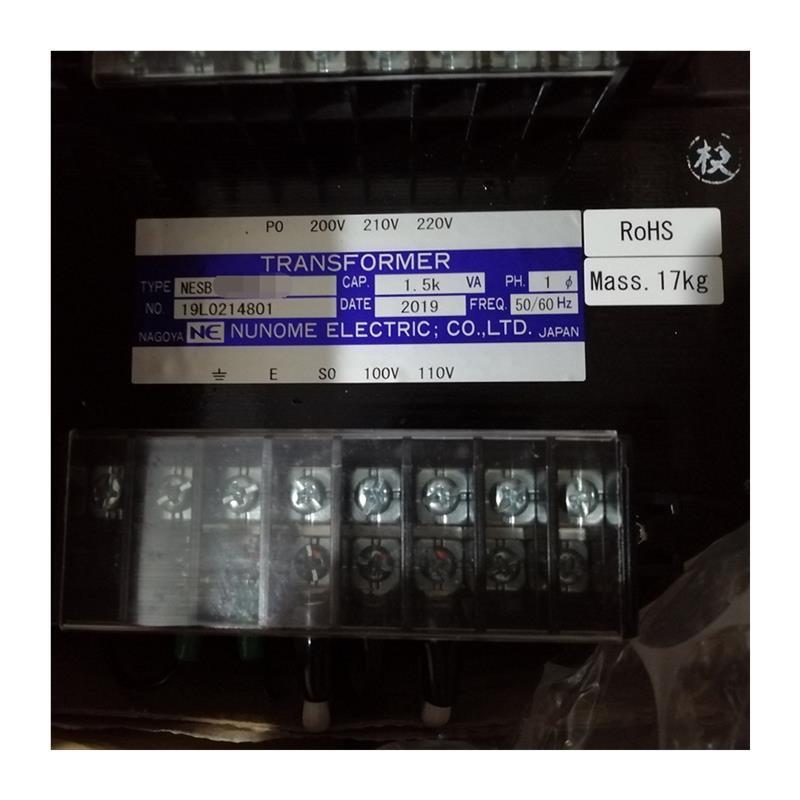 校
P0 200V 210V 220V
RoHS
TRANSFORMER
TYPE NESB CAP. 1.5k VA PH. 1 φ
Mass. 17kg
NO. 19L0214801 DATE 2019 FREQ. 50/60 Hz
NAGOYA NE NUNOME ELECTRIC; CO.,LTD. JAPAN
⏚ E S0 100V 110V